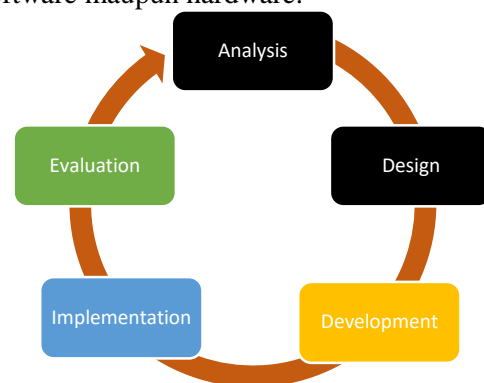 maupun hardware.
Analysis
Design
Development
Implementation
Evaluation